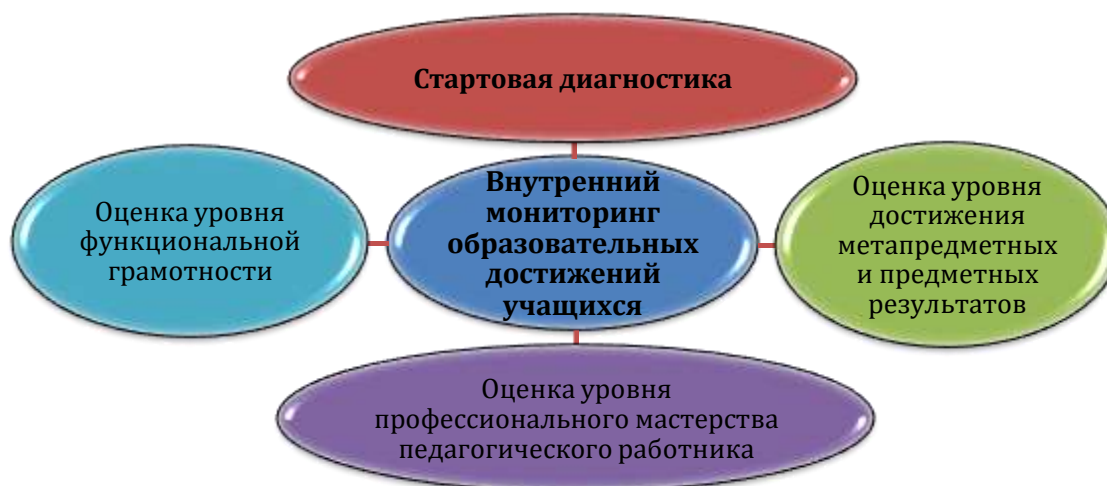 Стартовая диагностика
Оценка уровня
функциональной
грамотности
Внутренний
мониторинг
образовательных
достижений
учащихся
Оценка уровня
достижения
метапредметных
и предметных
результатов
Оценка уровня
профессионального мастерства
педагогического работника